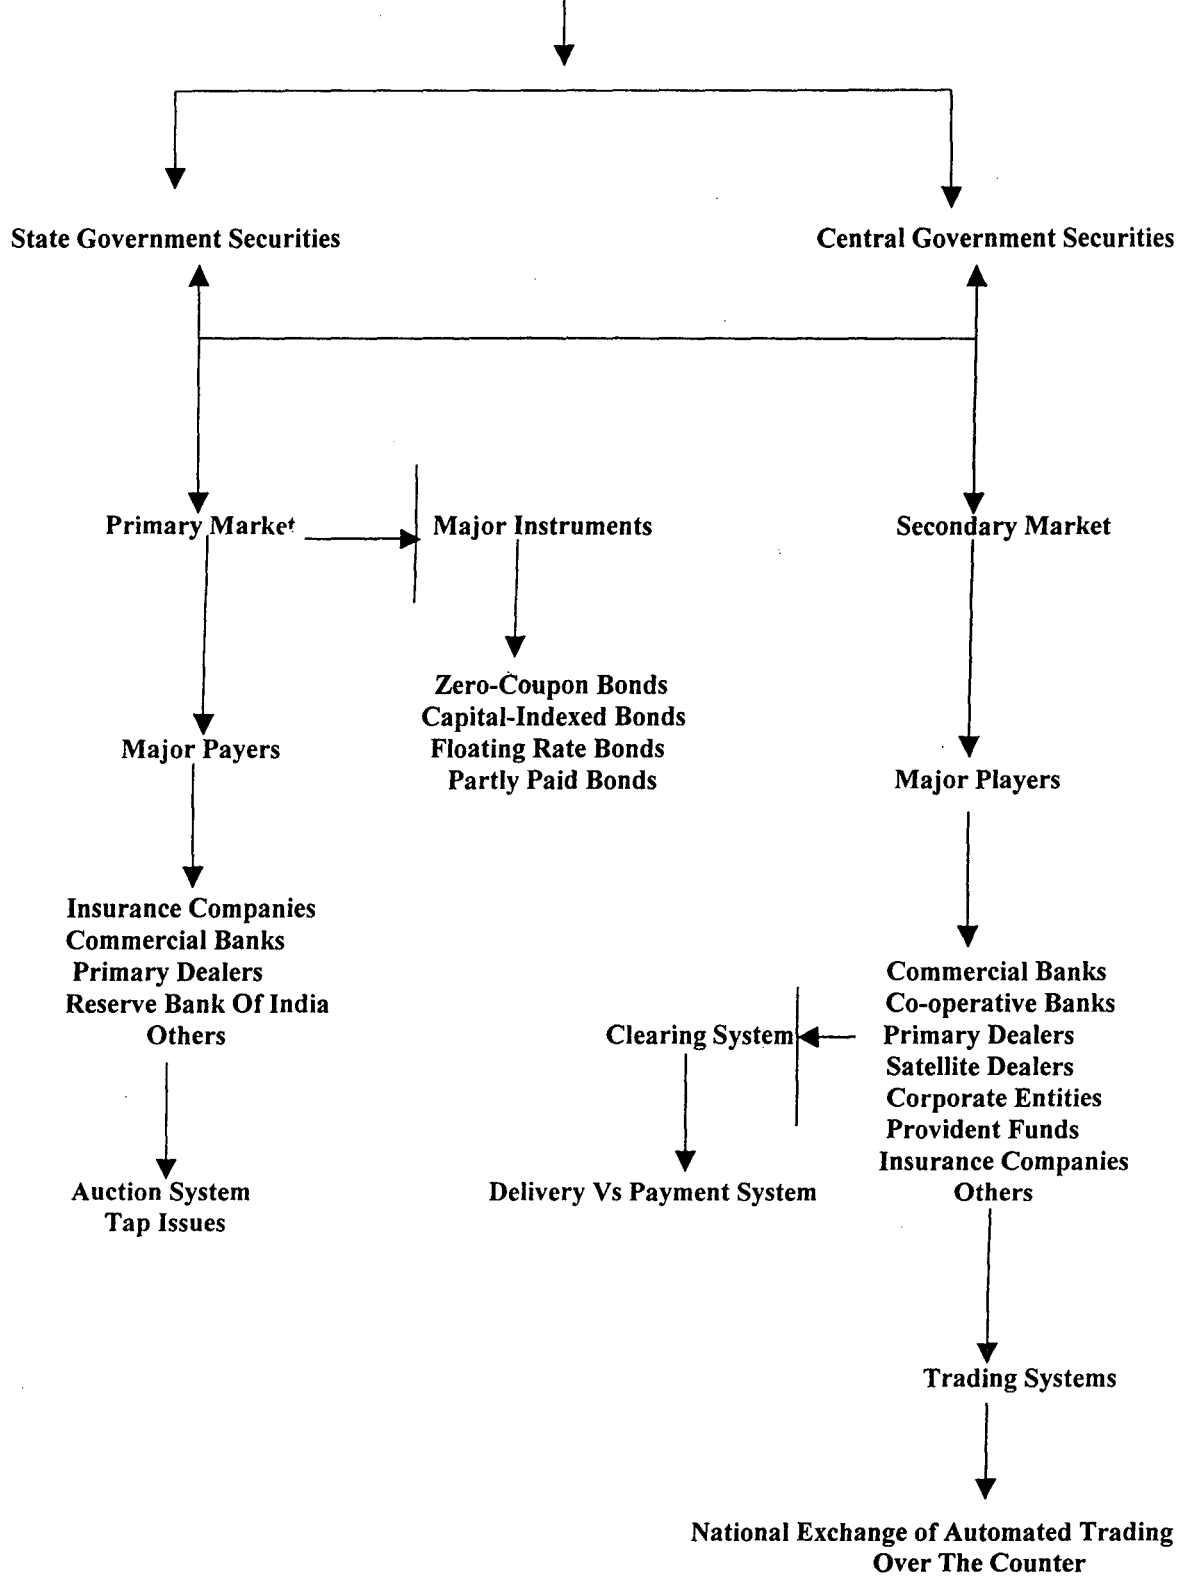 State Government Securities
Central Government Securities
Primary Market
Major Instruments
Secondary Market
Zero-Coupon Bonds
Capital-Indexed Bonds
Floating Rate Bonds
Partly Paid Bonds
Major Payers
Major Players
Insurance Companies
Commercial Banks
Primary Dealers
Reserve Bank Of India
Others
Commercial Banks
Co-operative Banks
Clearing System
Primary Dealers
Satellite Dealers
Corporate Entities
Provident Funds
Insurance Companies
Others
Auction System
Tap Issues
Delivery Vs Payment System
Trading Systems
National Exchange of Automated Trading
Over The Counter